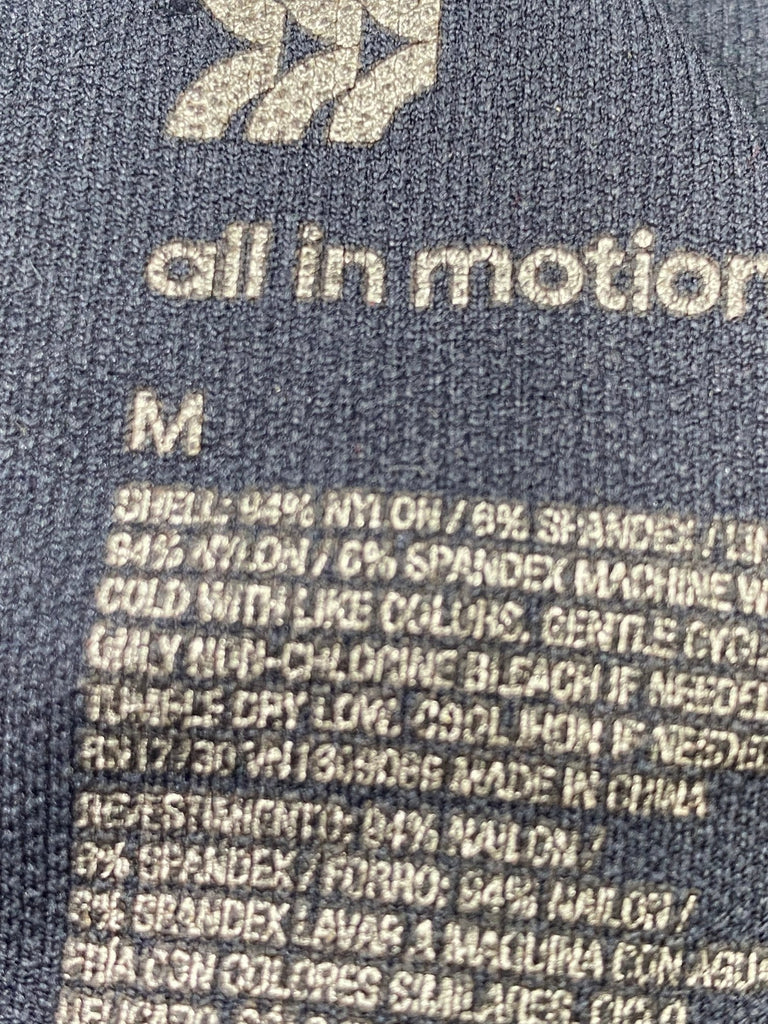 all in motion
M
SHELL: 94% NYLON / 6% SPANDEX /
94% NYLON / 6% SPANDEX MACHINE
COLD WITH LIKE COLORS, GENTLE
ONLY NON-CHLORINE BLEACH IF NEEDED
TUMBLE DRY LOW, COOL IRON IF NEEDED
MADE IN CHINA
REVESTIMIENTO: 94% NAILON /
6% SPANDEX / FORRO: 94% NAILON /
6% SPANDEX LAVAR A MAQUINA CON
FRÍA CON COLORES SIMILARES, CICLO